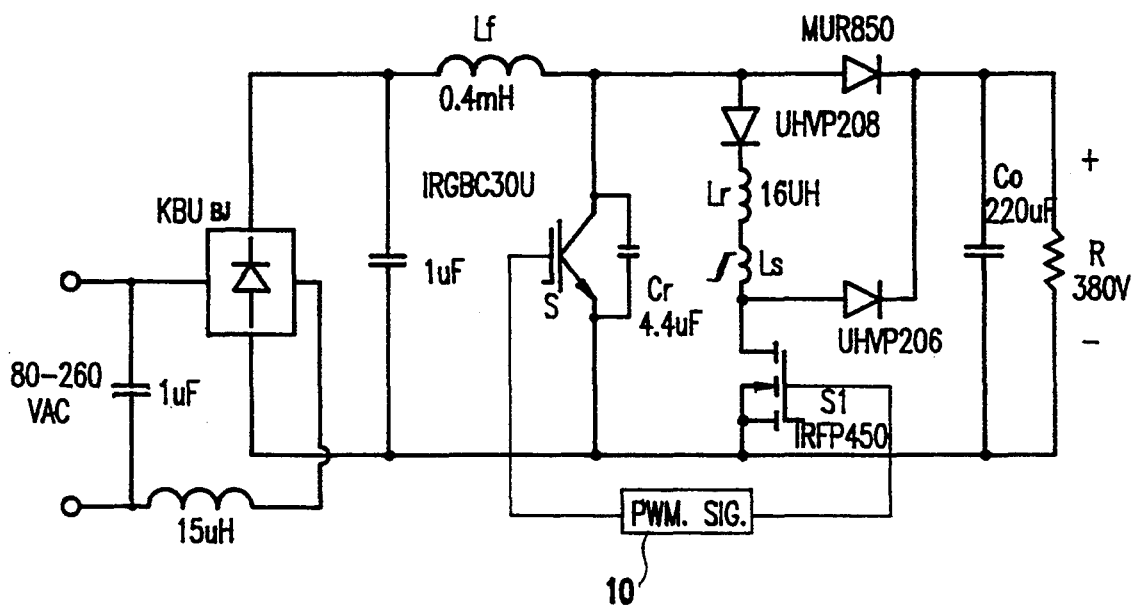 Lf
MUR850
0.4mH
UHVP208
IRGBC30U
Lr 16UH
Co
220uF
+
KBU BJ
1uF
S
Cr
4.4uF
Ls
R
380V
UHVP206
−
80-260
VAC
1uF
S1
IRFP450
15uH
PWM. SIG.
10